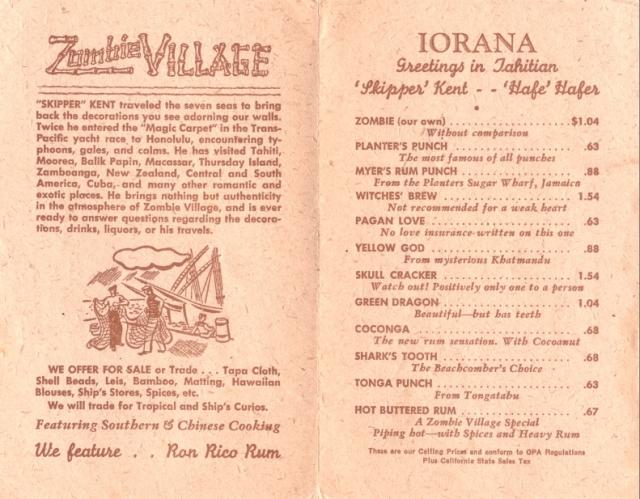 Zombie VILLAGE
"SKIPPER" KENT traveled the seven seas to bring
back the decorations you see adorning our walls.
Twice he entered the "Magic Carpet" in the Trans-
Pacific yacht race to Honolulu, encountering ty-
phoons, gales, and calms. He has visited Tahiti,
Moorea, Balik Papin, Macassar, Thursday Island,
Zamboanga, New Zealand, Central and South
America, Cuba, and many other romantic and
exotic places. He brings nothing but authenticity
in the atmosphere of Zombie Village, and is ever
ready to answer questions regarding the decora-
tions, drinks, liquors, or his travels.
WE OFFER FOR SALE or Trade . . . Tapa Cloth,
Shell Beads, Leis, Bamboo, Matting, Hawaiian
Blouses, Ship's Stores, Spices, etc.
We will trade for Tropical and Ship's Curios.
Featuring Southern & Chinese Cooking
We feature . . Ron Rico Rum
IORANA
Greetings in Tahitian
'Skipper' Kent - - 'Hafe' Hafer
ZOMBIE (our own) . . . . . . . . . . . . . . . . . . $1.04
Without comparison
PLANTER'S PUNCH . . . . . . . . . . . . . . . . . . .63
The most famous of all punches
MYER'S RUM PUNCH . . . . . . . . . . . . . . . . . .88
From the Planters Sugar Wharf, Jamaica
WITCHES' BREW . . . . . . . . . . . . . . . . . . . . 1.54
Not recommended for a weak heart
PAGAN LOVE . . . . . . . . . . . . . . . . . . . . . . .63
No love insurance written on this one
YELLOW GOD . . . . . . . . . . . . . . . . . . . . . . .88
From mysterious Khatmandu
SKULL CRACKER . . . . . . . . . . . . . . . . . . . . 1.54
Watch out! Positively only one to a person
GREEN DRAGON . . . . . . . . . . . . . . . . . . . . 1.04
Beautiful—but has teeth
COCONGA . . . . . . . . . . . . . . . . . . . . . . . . .68
The new rum sensation. With Cocoanut
SHARK'S TOOTH . . . . . . . . . . . . . . . . . . . . .68
The Beachcomber's Choice
TONGA PUNCH . . . . . . . . . . . . . . . . . . . . . .63
From Tongatabu
HOT BUTTERED RUM . . . . . . . . . . . . . . . . . .67
A Zombie Village Special
Piping hot—with Spices and Heavy Rum
These are our Ceiling Prices and conform to OPA Regulations
Plus California State Sales Tax